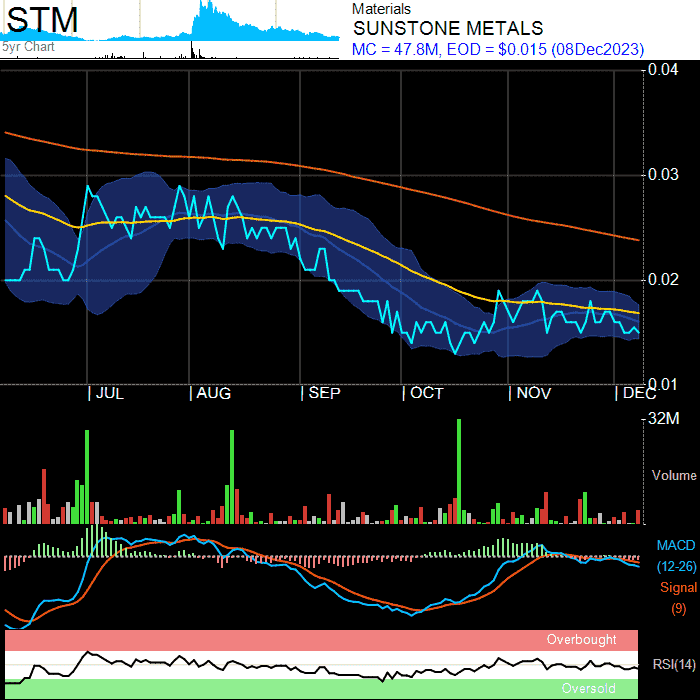 STM
5yr Chart
Materials
SUNSTONE METALS
MC = 47.8M, EOD = $0.015 (08Dec2023)
0.04
0.03
0.02
0.01
JUL AUG SEP OCT NOV DEC
32M
Volume
MACD
(12-26)
Signal
(9)
Overbought
RSI(14)
Oversold